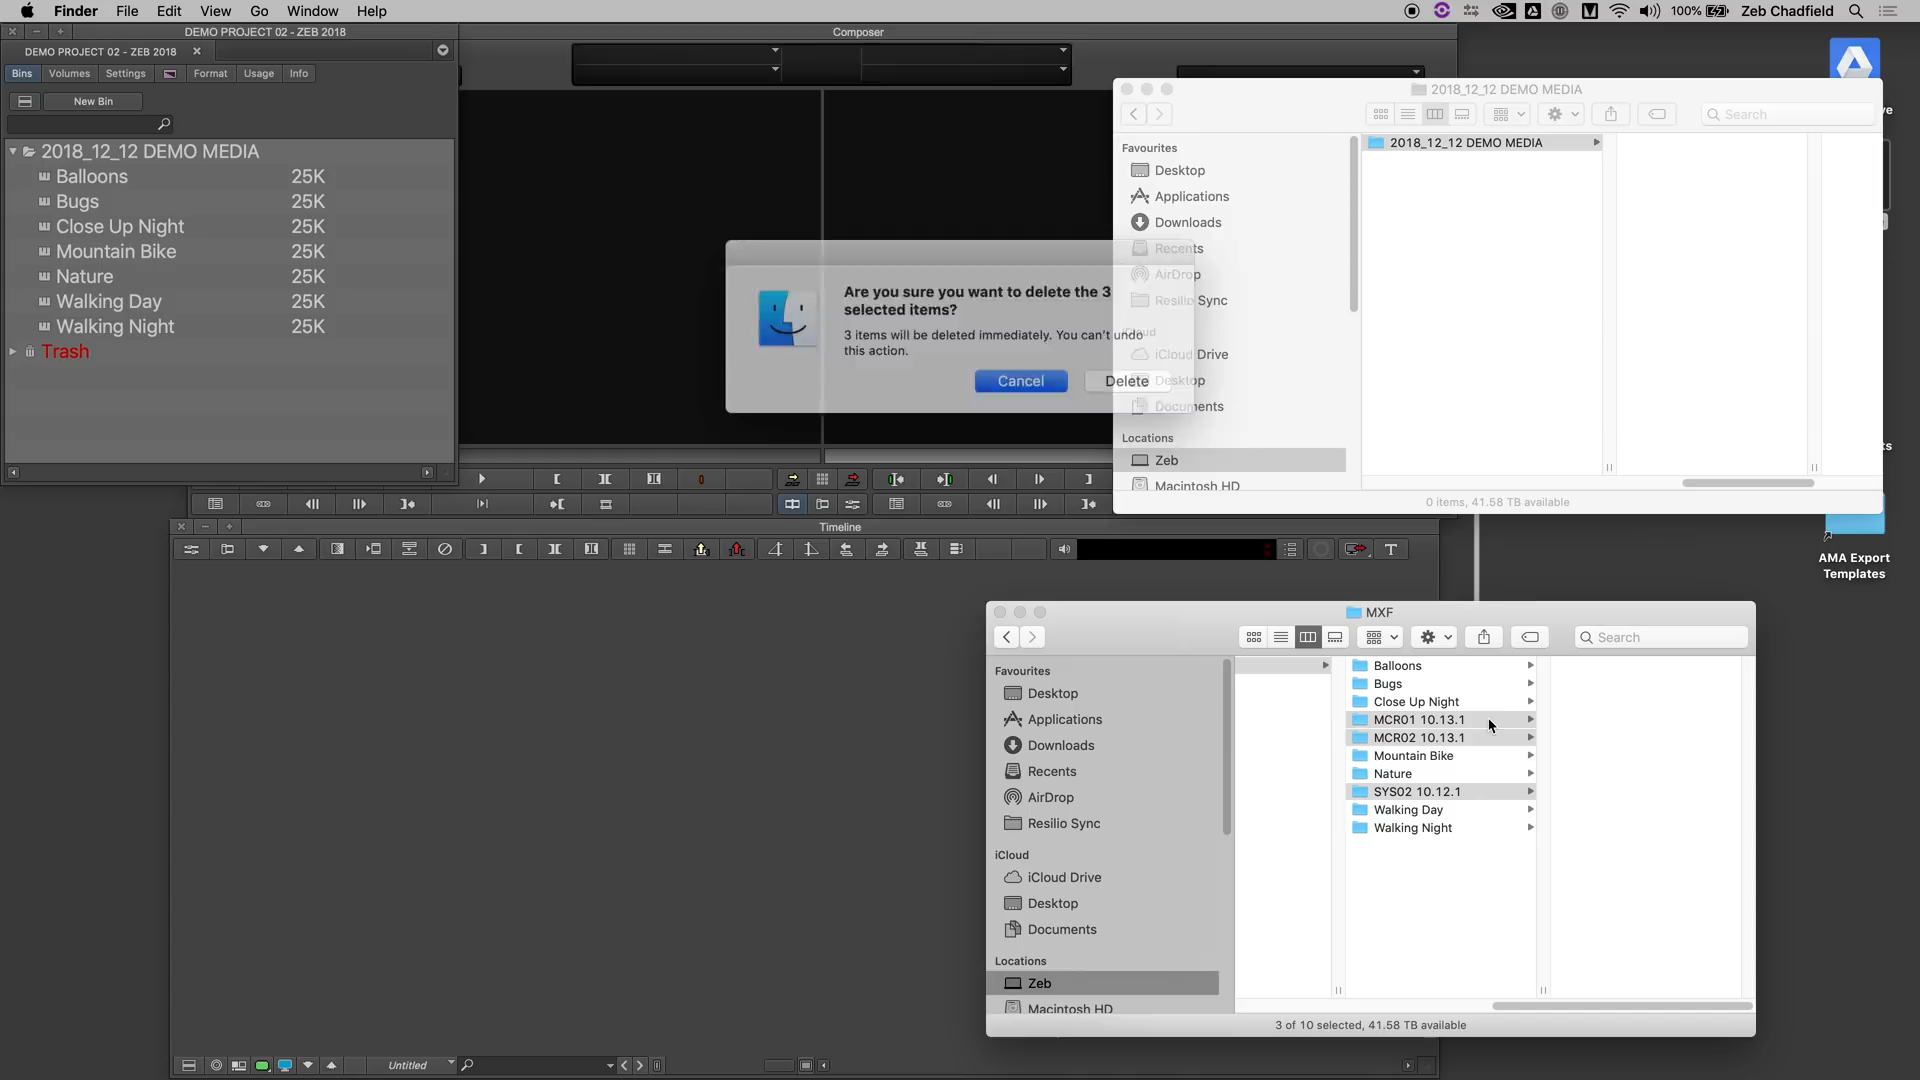 Finder File Edit View Go Window Help
100% Zeb Chadfield
DEMO PROJECT 02 - ZEB 2018
Composer
DEMO PROJECT 02 - ZEB 2018
Bins Volumes Settings Format Usage Info
New Bin
2018_12_12 DEMO MEDIA
Balloons 25K
Bugs 25K
Close Up Night 25K
Mountain Bike 25K
Nature 25K
Walking Day 25K
Walking Night 25K
Trash
2018_12_12 DEMO MEDIA
Search
Favourites
Desktop
Applications
Downloads
Recents
AirDrop
Resilio Sync
iCloud
iCloud Drive
Desktop
Documents
Locations
Zeb
Macintosh HD
2018_12_12 DEMO MEDIA
0 items, 41.58 TB available
Are you sure you want to delete the 3
selected items?
3 items will be deleted immediately. You can't undo
this action.
Cancel
Delete
AMA Export
Templates
Timeline
MXF
Search
Favourites
Desktop
Applications
Downloads
Recents
AirDrop
Resilio Sync
iCloud
iCloud Drive
Desktop
Documents
Locations
Zeb
Macintosh HD
Balloons
Bugs
Close Up Night
MCR01 10.13.1
MCR02 10.13.1
Mountain Bike
Nature
SYS02 10.12.1
Walking Day
Walking Night
3 of 10 selected, 41.58 TB available
Untitled